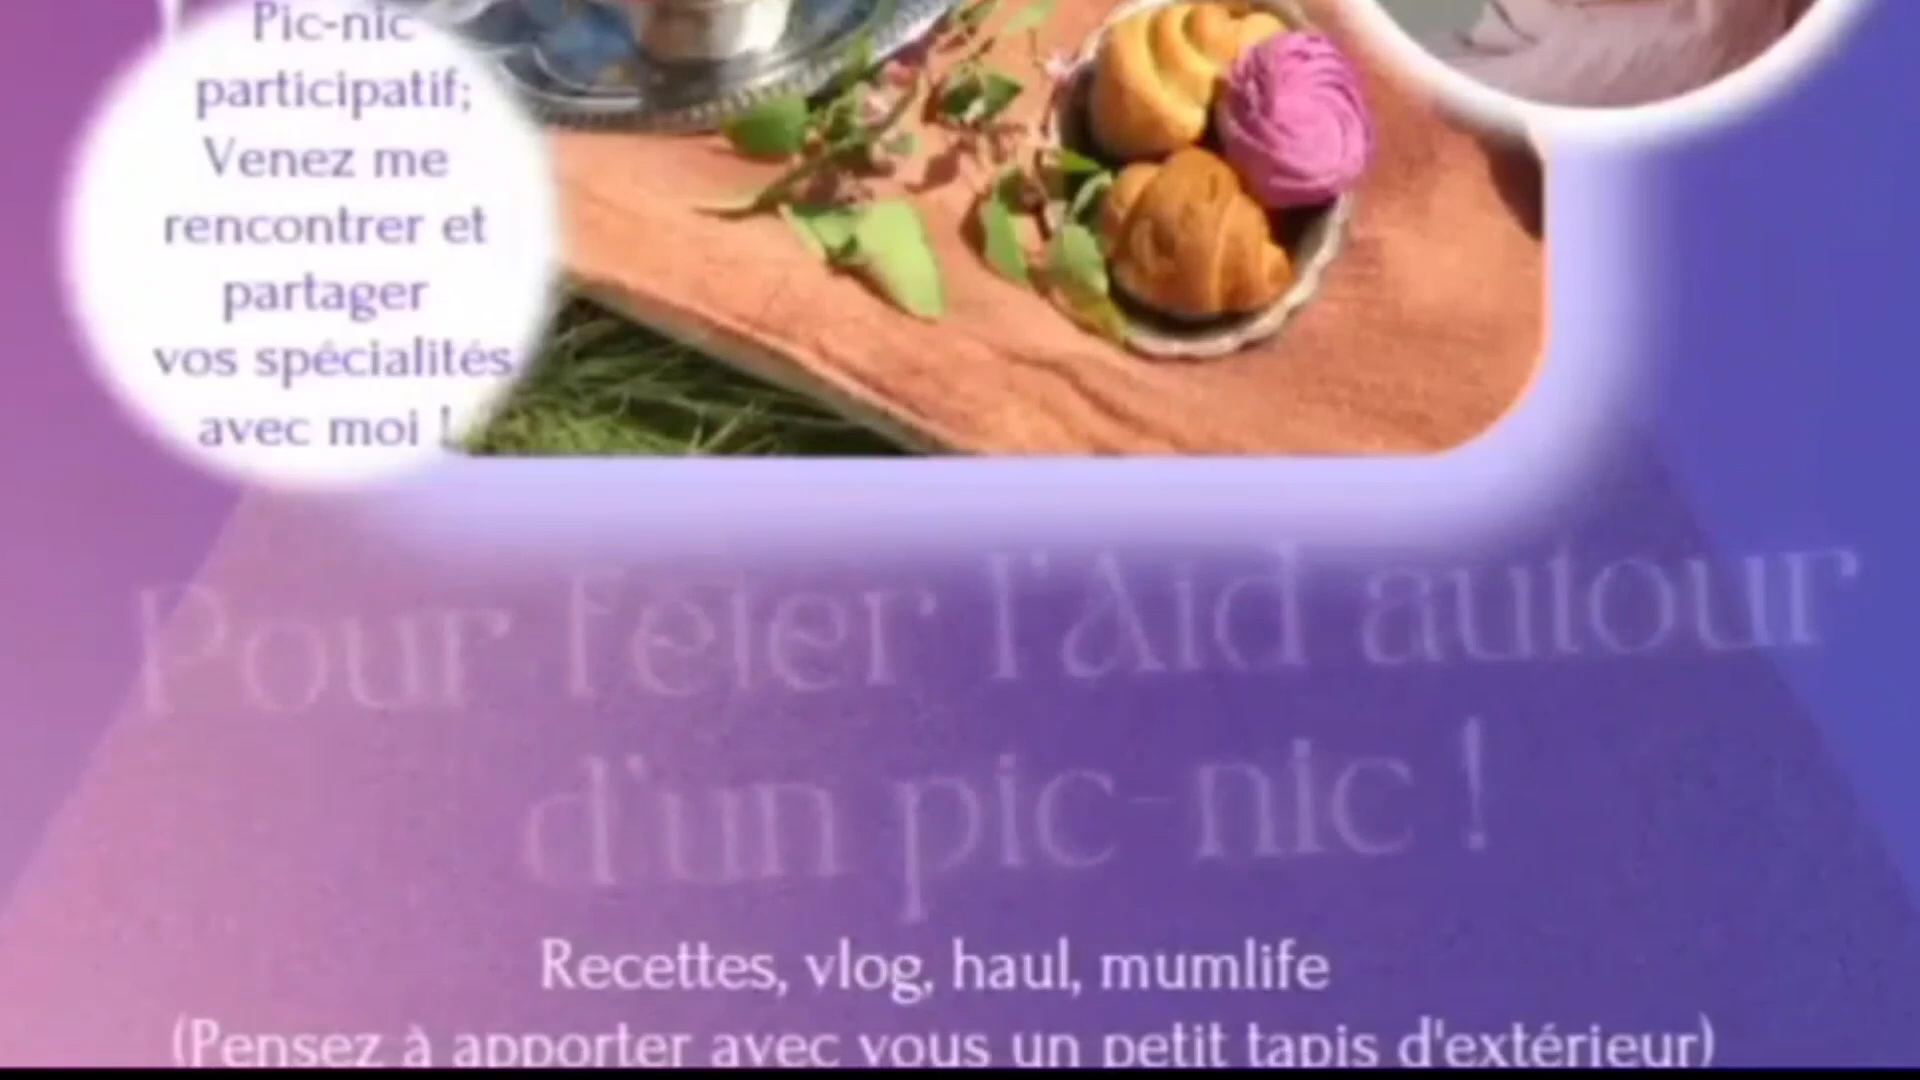 Pic-nic
participatif;
Venez me
rencontrer et
partager
vos spécialités
avec moi !
Pour fêter l'Aïd autour
d'un pic-nic !
Recettes, vlog, haul, mumlife
(Pensez à apporter avec vous un petit tapis d'extérieur)